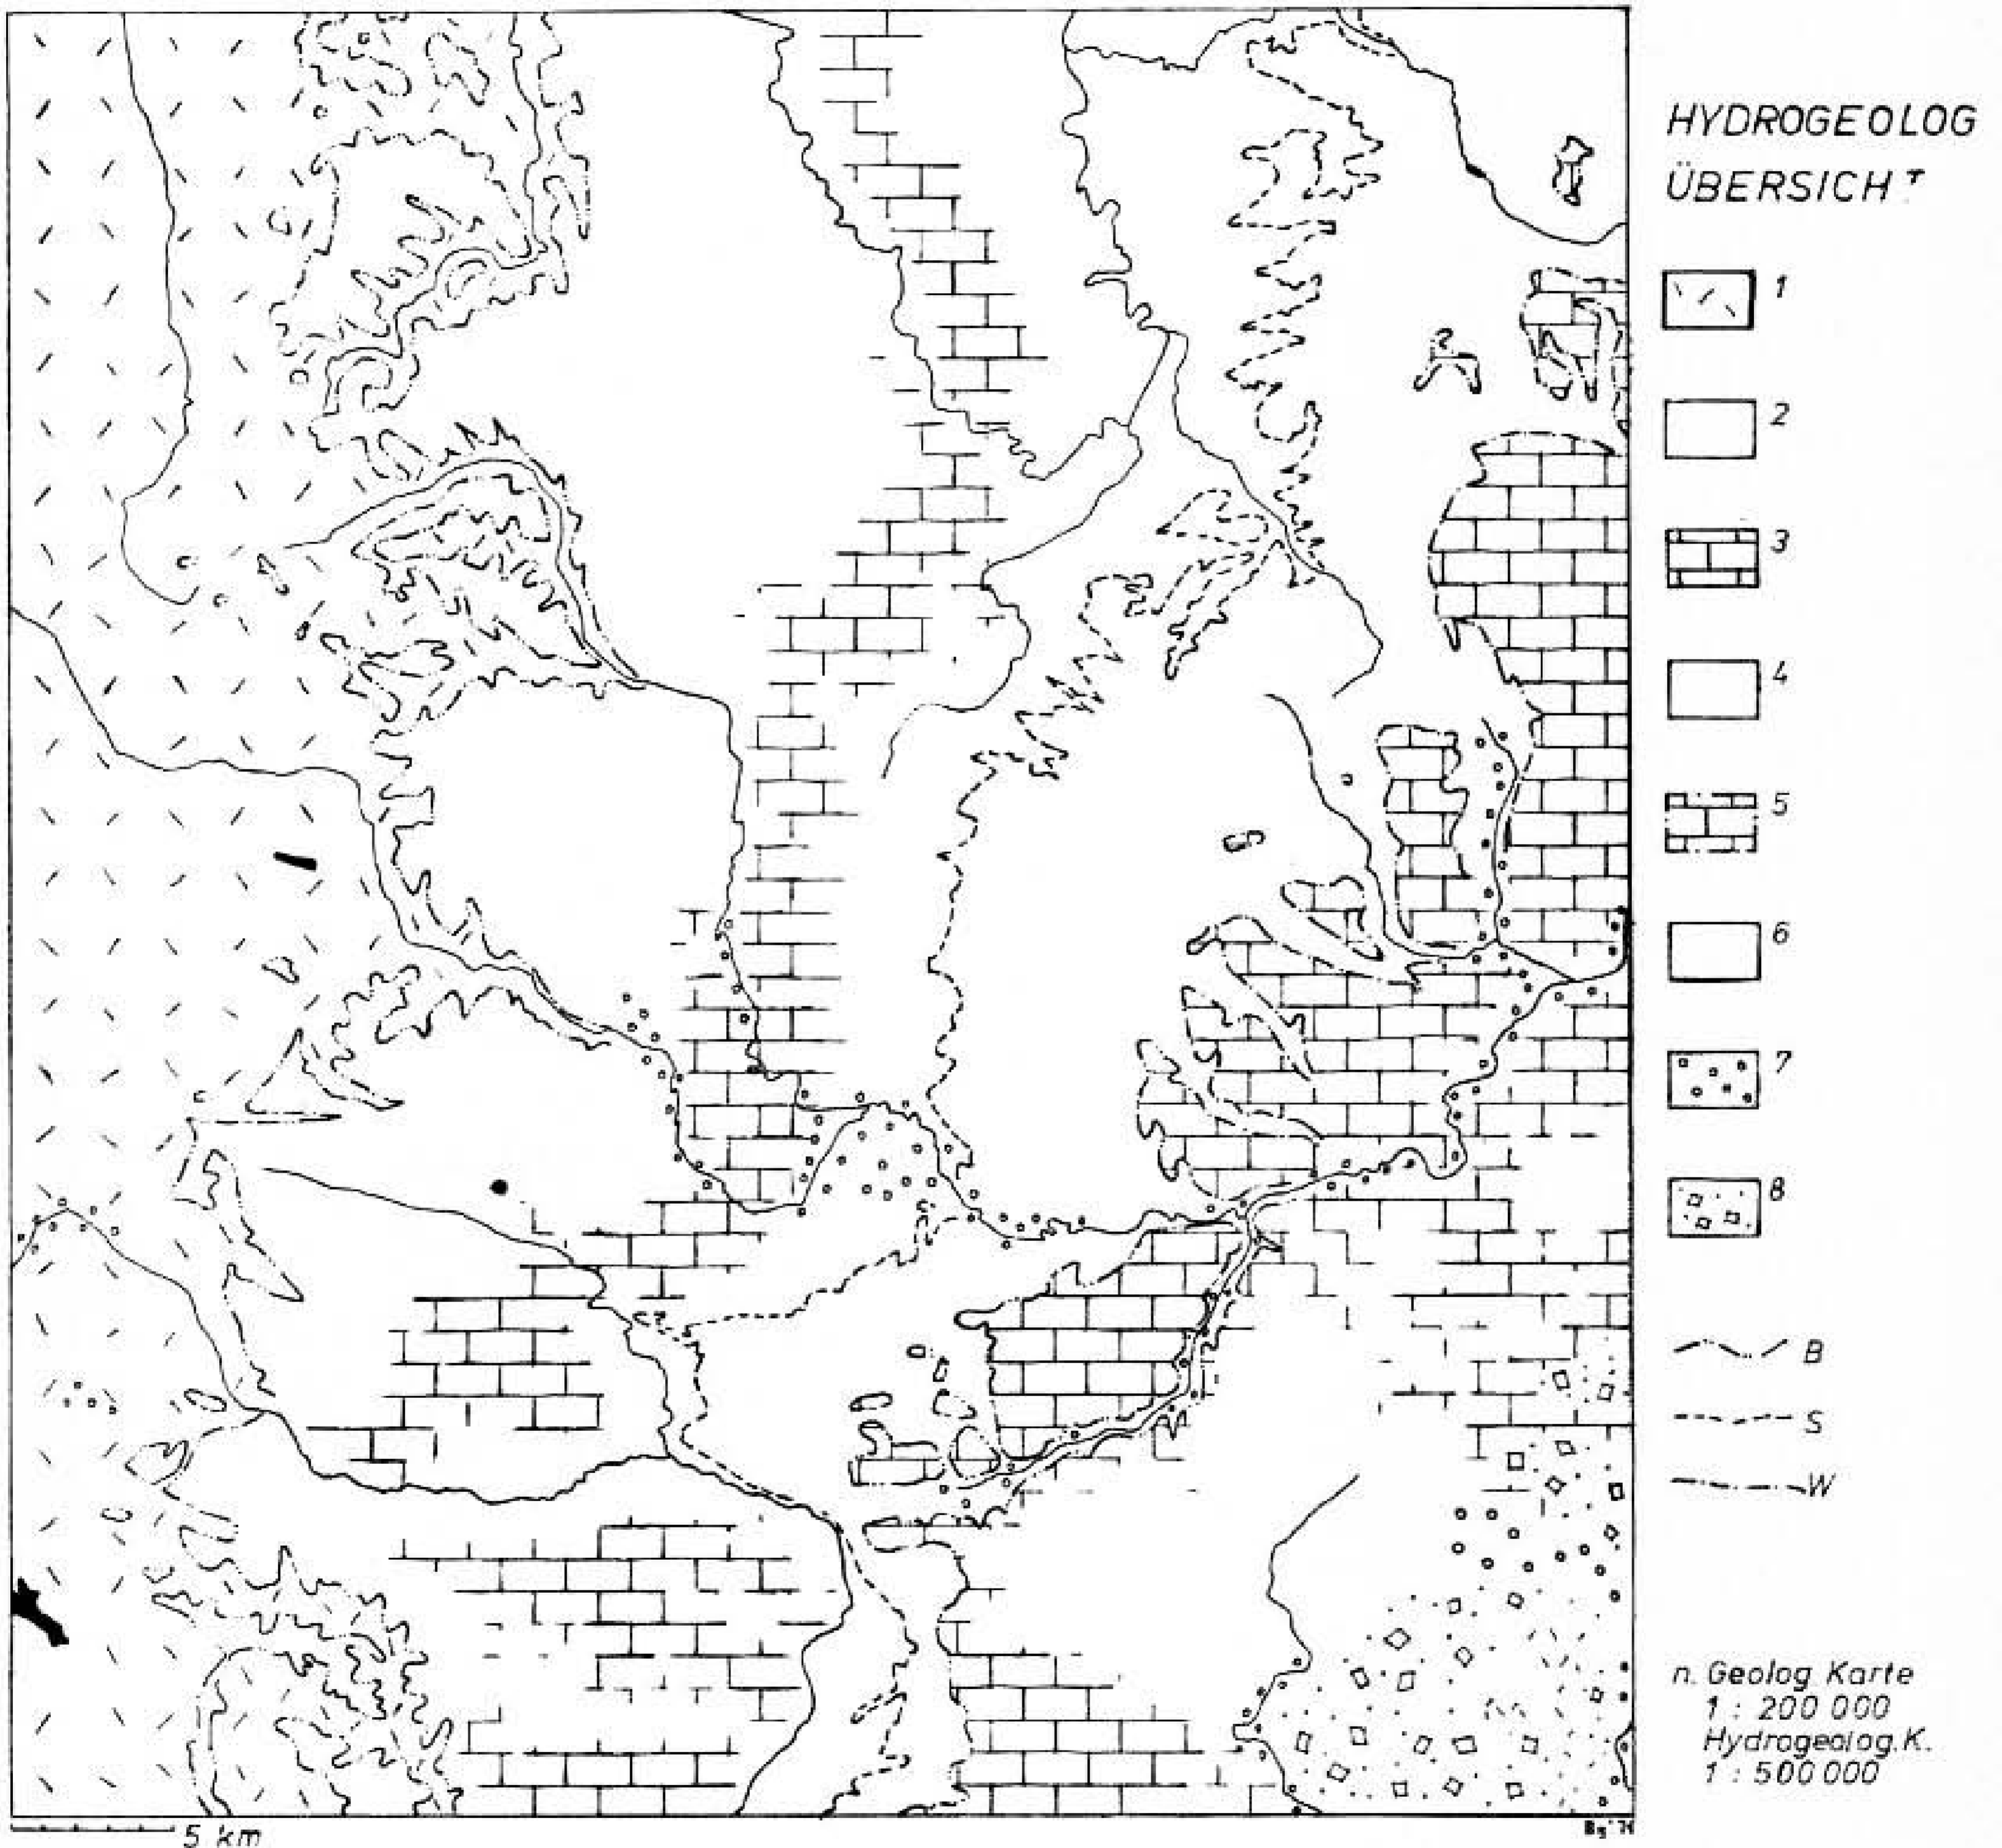 HYDROGEOLOG
ÜBERSICHT
1
2
3
4
5
6
7
8
B
S
W
n. Geolog Karte
1 : 200 000
Hydrogeolog. K.
1 : 500 000
5 km